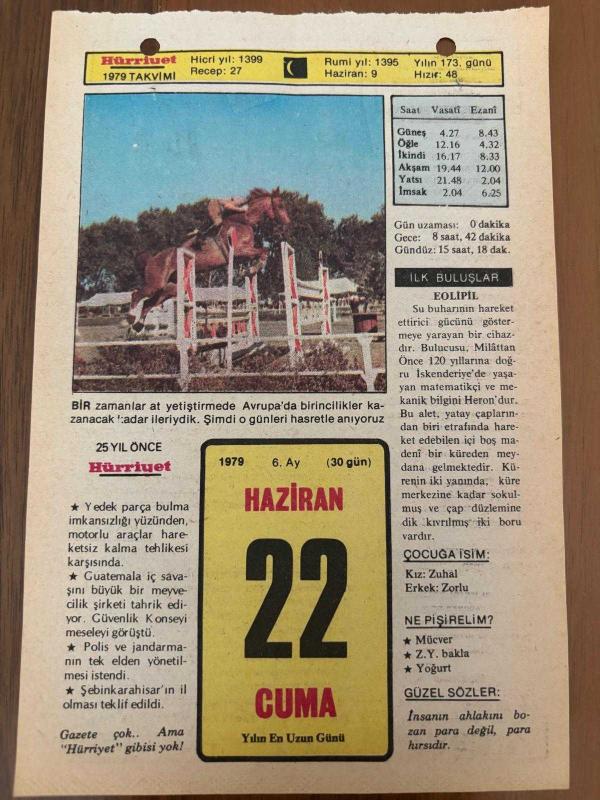 Hürriyet
1979 TAKVİMİ
Hicri yıl: 1399
Recep: 27
Rumi yıl: 1395
Haziran: 9
Yılın 173. günü
Hızır: 48
Saat Vasatî Ezanî
Güneş 4.27 8.43
Öğle 12.16 4.32
İkindi 16.17 8.33
Akşam 19.44 12.00
Yatsı 21.48 2.04
İmsak 2.04 6.25
Gün uzaması: 0 dakika
Gece: 8 saat, 42 dakika
Gündüz: 15 saat, 18 dak.
İLK BULUŞLAR
EOLİPİL
Su buharının hareket
ettirici gücünü göster-
meye yarayan bir cihaz-
dır. Bulucusu, Milâttan
Önce 120 yıllarına doğ-
ru İskenderiye'de yaşa-
yan matematikçi ve me-
kanik bilgini Heron'dur.
Bu alet, yatay çapların-
dan biri etrafında hare-
ket edebilen içi boş ma-
denî bir küreden mey-
dana gelmektedir. Kü-
renin iki yanında, küre
merkezine kadar sokul-
muş ve çap düzlemine
dik kıvrılmış iki boru
vardır.
ÇOCUĞA İSİM:
Kız: Zuhal
Erkek: Zorlu
NE PİŞİRELİM?
★ Mücver
★ Z.Y. bakla
★ Yoğurt
GÜZEL SÖZLER:
İnsanın ahlakını bo-
zan para değil, para
hırsıdır.
BİR zamanlar at yetiştirmede Avrupa'da birincilikler ka-
zanacak kadar ileriydik. Şimdi o günleri hasretle anıyoruz
25 YIL ÖNCE
Hürriyet
★ Yedek parça bulma
imkansızlığı yüzünden,
motorlu araçlar hare-
ketsiz kalma tehlikesi
karşısında.
★ Guatemala iç sava-
şını büyük bir meyve-
cilik şirketi tahrik edi-
yor. Güvenlik Konseyi
meseleyi görüştü.
★ Polis ve jandarma-
nın tek elden yönetil-
mesi istendi.
★ Şebinkarahisar'ın il
olması teklif edildi.
Gazete çok.. Ama
"Hürriyet" gibisi yok!
1979 6. Ay (30 gün)
HAZİRAN
22
CUMA
Yılın En Uzun Günü